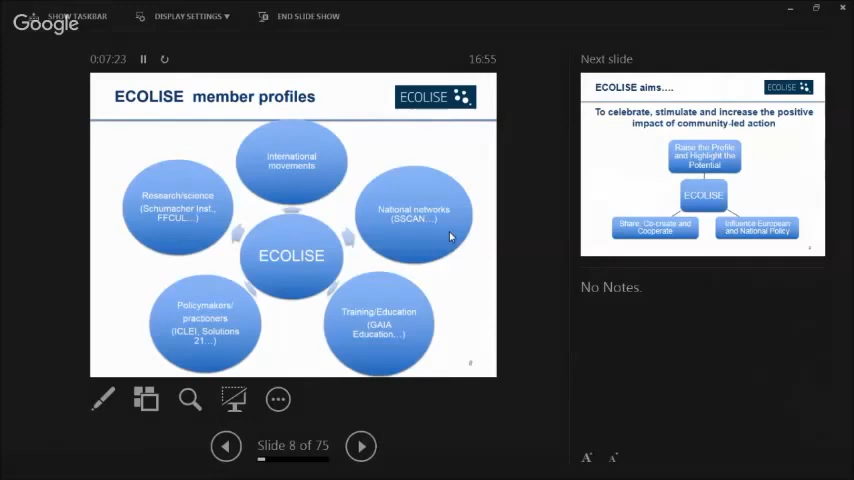 SHOW TASKBAR
DISPLAY SETTINGS ▾
END SLIDE SHOW
Google
0:07:23
16:55
Next slide
ECOLISE member profiles
ECOLISE
International
movements
Research/science
(Schumacher Inst.,
FFCUL...)
National networks
(SSCAN...)
ECOLISE
Policymakers/
practioners
(ICLEI, Solutions
21...)
Training/Education
(GAIA
Education...)
8
ECOLISE aims....
ECOLISE
To celebrate, stimulate and increase the positive
impact of community-led action
Raise the Profile
and Highlight the
Potential
ECOLISE
Share, Co-create and
Cooperate
Influence European
and National Policy
No Notes.
Slide 8 of 75
A
A